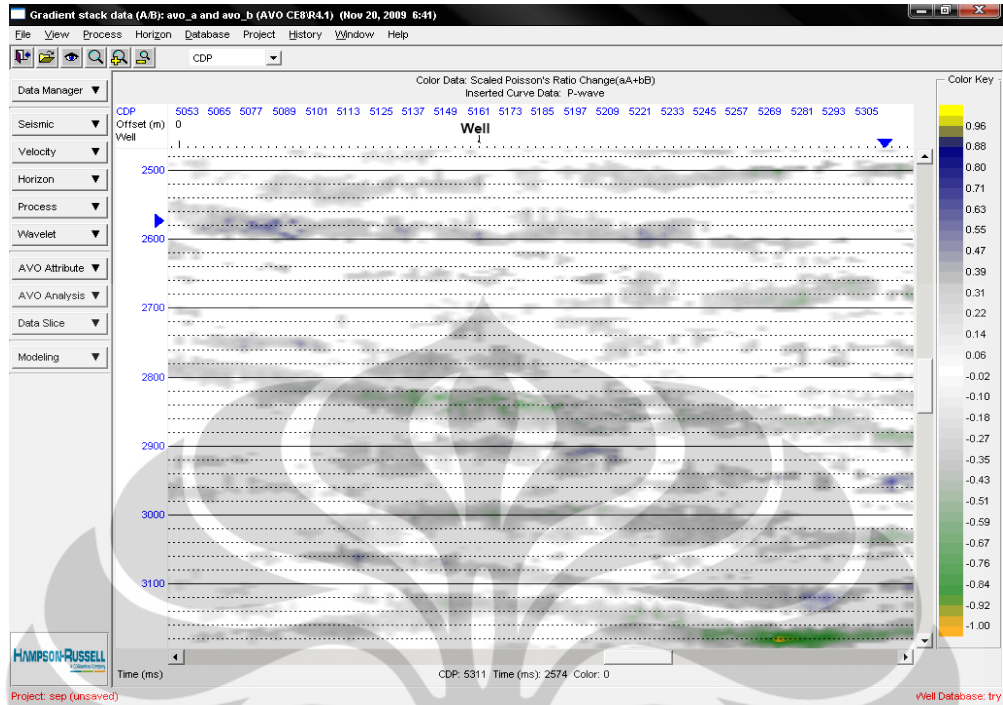 Gradient stack data (A/B): avo_a and avo_b (AVO CE8\R4.1) (Nov 20, 2009 6:41)
File View Process Horizon Database Project History Window Help
CDP
Color Data: Scaled Poisson's Ratio Change(aA+bB)
Inserted Curve Data: P-wave
Color Key
Data Manager
Seismic
Velocity
Horizon
Process
Wavelet
AVO Attribute
AVO Analysis
Data Slice
Modeling
CDP 5053 5065 5077 5089 5101 5113 5125 5137 5149 5161 5173 5185 5197 5209 5221 5233 5245 5257 5269 5281 5293 5305
Offset (m) 0
Well
Well
2500
2600
2700
2800
2900
3000
3100
0.96
0.88
0.80
0.71
0.63
0.55
0.47
0.39
0.31
0.22
0.14
0.06
-0.02
-0.10
-0.18
-0.27
-0.35
-0.43
-0.51
-0.67
-0.76
-0.84
-0.92
-1.00
HAMPSON-RUSSELL
Time (ms)
CDP: 5311 Time (ms): 2574 Color: 0
Project: sep (unsaved)
Well Database: try